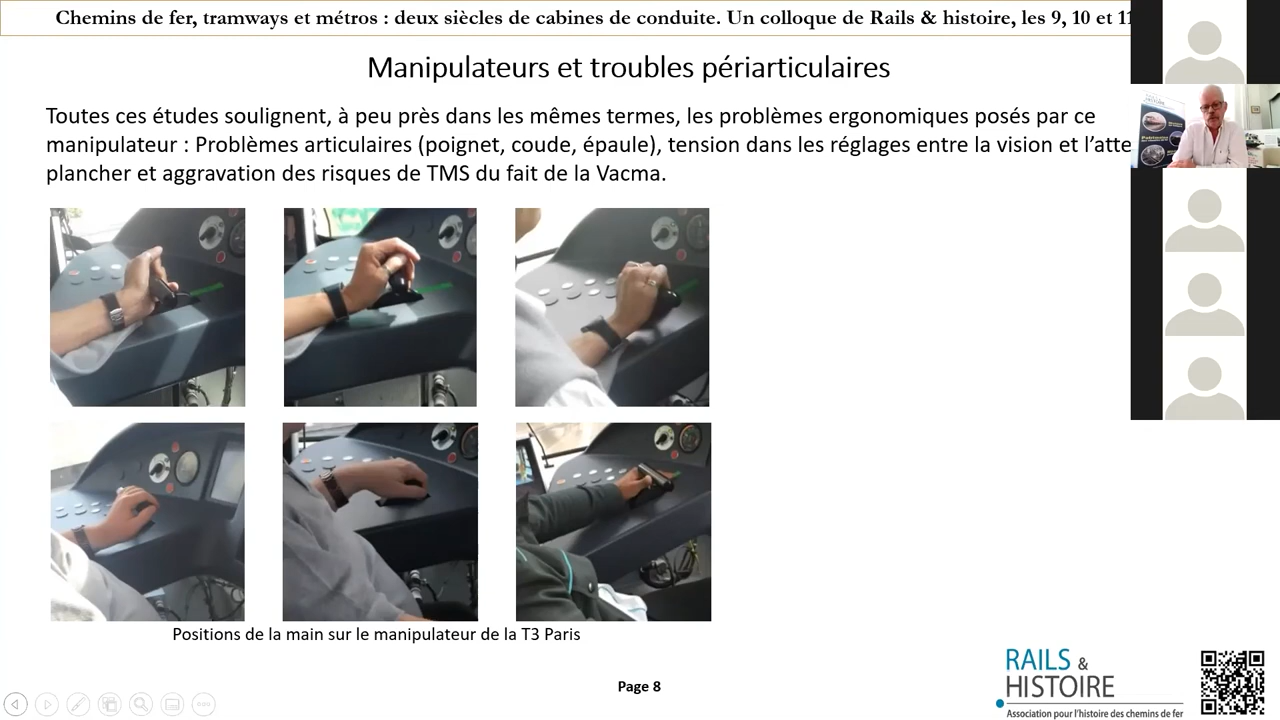 Chemins de fer, tramways et métros : deux siècles de cabines de conduite. Un colloque de Rails & histoire, les 9, 10 et 11
Manipulateurs et troubles périarticulaires
Toutes ces études soulignent, à peu près dans les mêmes termes, les problèmes ergonomiques posés par ce
manipulateur : Problèmes articulaires (poignet, coude, épaule), tension dans les réglages entre la vision et l’atte
plancher et aggravation des risques de TMS du fait de la Vacma.
Positions de la main sur le manipulateur de la T3 Paris
Page 8
RAILS &
HISTOIRE
Association pour l'histoire des chemins de fer